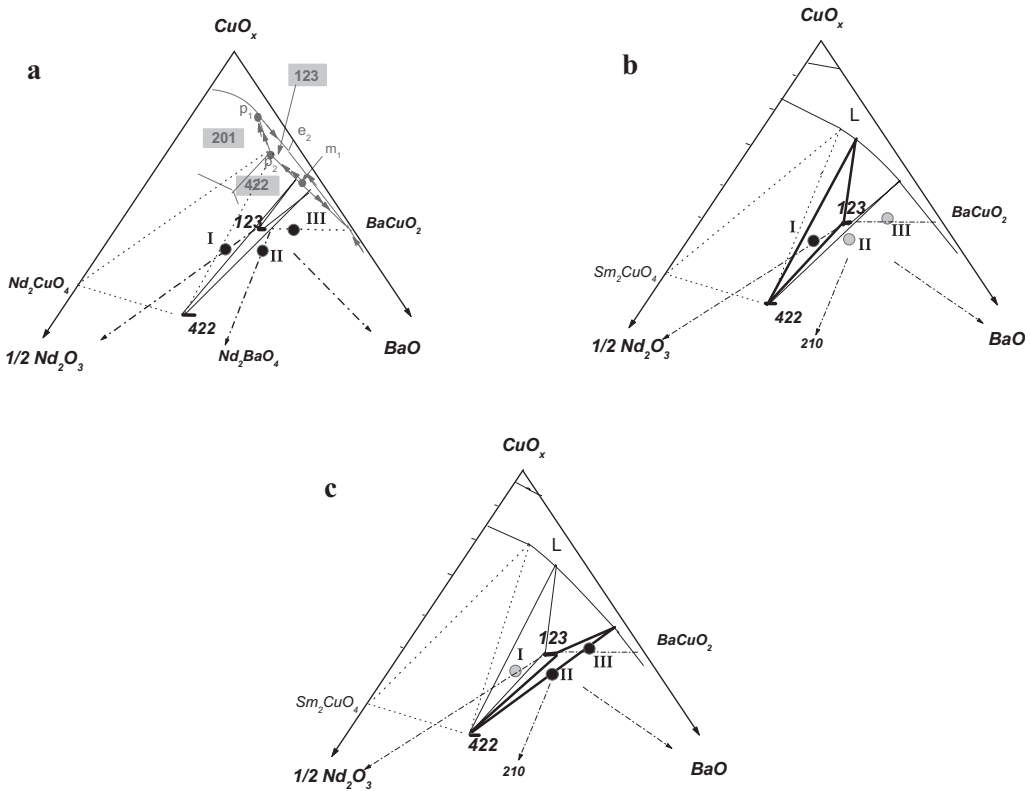 a
CuOₓ
123
p₁
e₂
201
p₂
m₁
422
123
III
BaCuO₂
I
II
Nd₂CuO₄
422
1/2 Nd₂O₃
Nd₂BaO₄
BaO
b
CuOₓ
L
123
BaCuO₂
I
III
II
Sm₂CuO₄
422
1/2 Nd₂O₃
210
BaO
c
CuOₓ
L
123
BaCuO₂
I
III
II
Sm₂CuO₄
422
1/2 Nd₂O₃
210
BaO